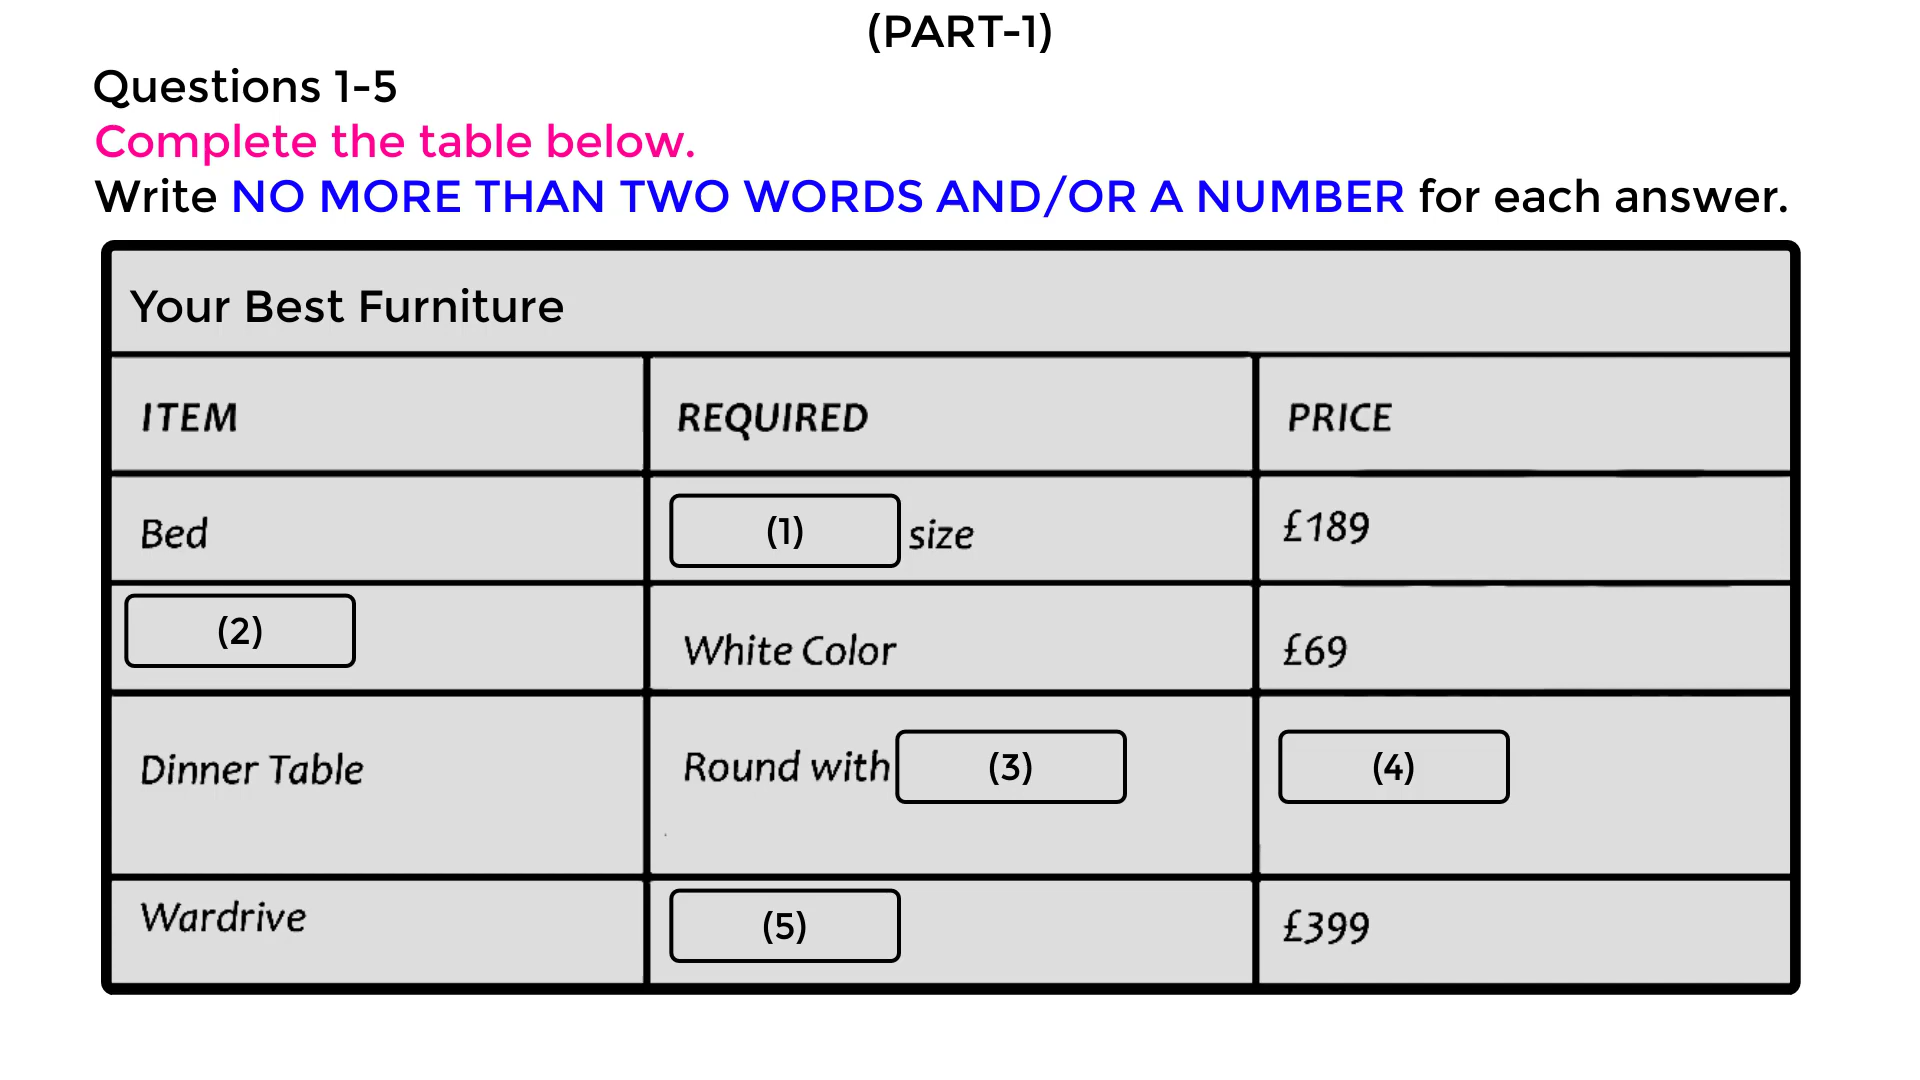 (PART-1)
Questions 1-5
Complete the table below.
Write NO MORE THAN TWO WORDS AND/OR A NUMBER for each answer.
Your Best Furniture
ITEM REQUIRED PRICE
Bed (1) size £189
(2) White Color £69
Dinner Table Round with (3) (4)
Wardrive (5) £399